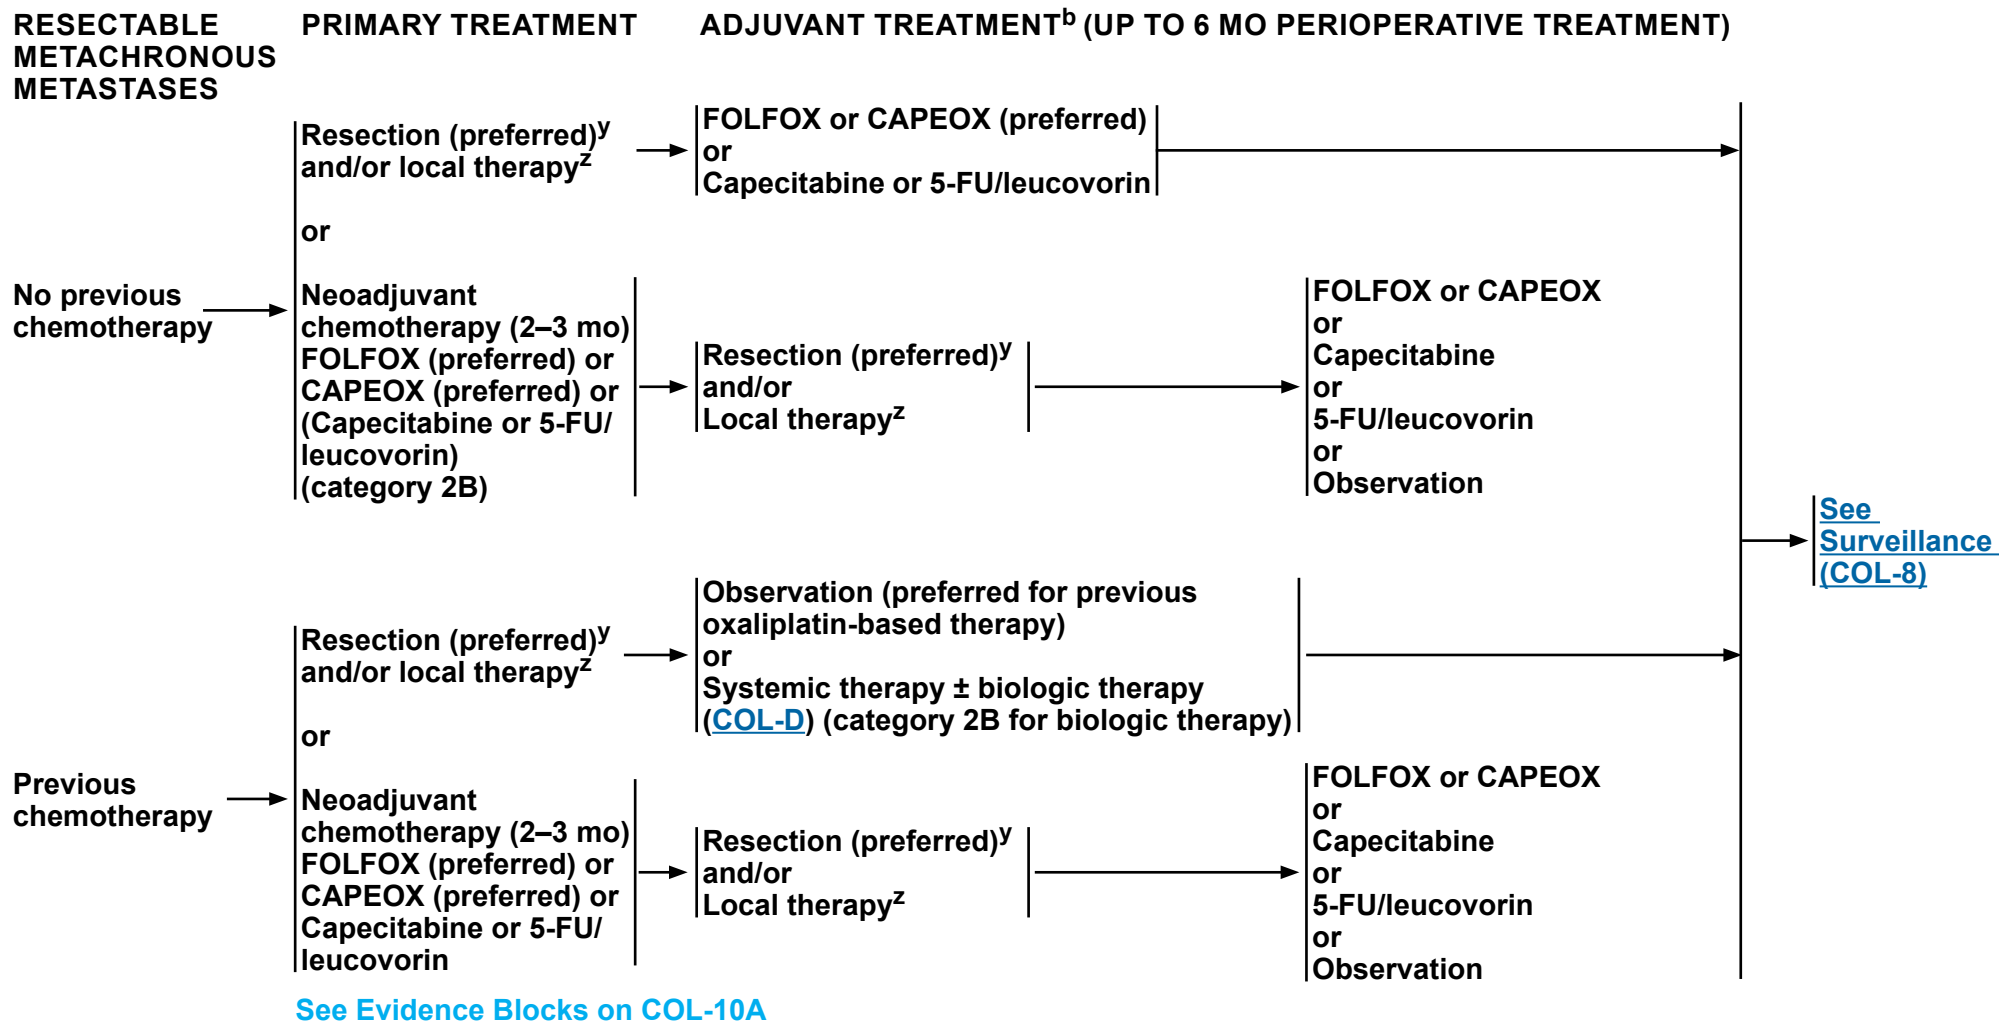 RESECTABLE
METACHRONOUS
METASTASES
PRIMARY TREATMENT
ADJUVANT TREATMENTᵇ (UP TO 6 MO PERIOPERATIVE TREATMENT)
No previous
chemotherapy
Resection (preferred)ʸ
and/or local therapyᶻ
FOLFOX or CAPEOX (preferred)
or
Capecitabine or 5-FU/leucovorin
or
Neoadjuvant
chemotherapy (2–3 mo)
FOLFOX (preferred) or
CAPEOX (preferred) or
(Capecitabine or 5-FU/
leucovorin)
(category 2B)
Resection (preferred)ʸ
and/or
Local therapyᶻ
FOLFOX or CAPEOX
or
Capecitabine
or
5-FU/leucovorin
or
Observation
Previous
chemotherapy
Resection (preferred)ʸ
and/or local therapyᶻ
Observation (preferred for previous
oxaliplatin-based therapy)
or
Systemic therapy ± biologic therapy
(COL-D) (category 2B for biologic therapy)
or
Neoadjuvant
chemotherapy (2–3 mo)
FOLFOX (preferred) or
CAPEOX (preferred) or
Capecitabine or 5-FU/
leucovorin
Resection (preferred)ʸ
and/or
Local therapyᶻ
FOLFOX or CAPEOX
or
Capecitabine
or
5-FU/leucovorin
or
Observation
See
Surveillance
(COL-8)
See Evidence Blocks on COL-10A